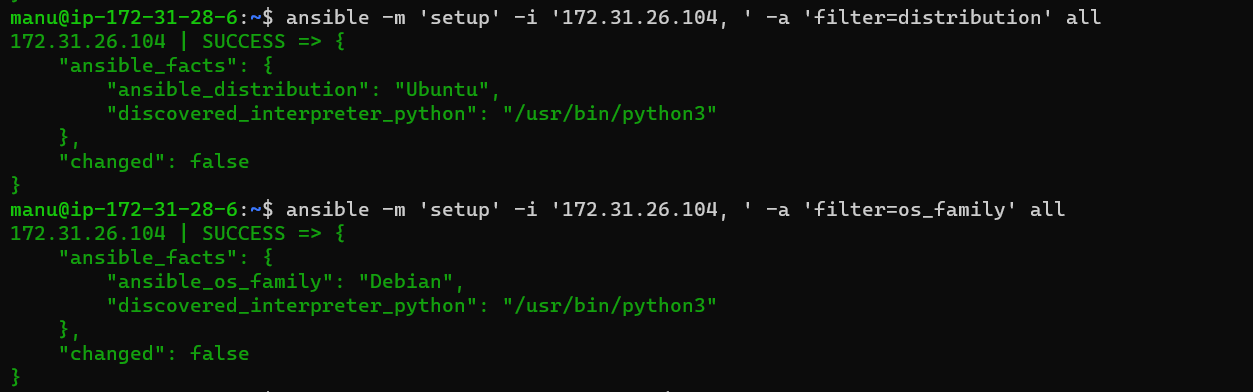 manu@ip-172-31-28-6:~$ ansible -m 'setup' -i '172.31.26.104, ' -a 'filter=distribution' all
172.31.26.104 | SUCCESS => {
    "ansible_facts": {
        "ansible_distribution": "Ubuntu",
        "discovered_interpreter_python": "/usr/bin/python3"
    },
    "changed": false
}
manu@ip-172-31-28-6:~$ ansible -m 'setup' -i '172.31.26.104, ' -a 'filter=os_family' all
172.31.26.104 | SUCCESS => {
    "ansible_facts": {
        "ansible_os_family": "Debian",
        "discovered_interpreter_python": "/usr/bin/python3"
    },
    "changed": false
}